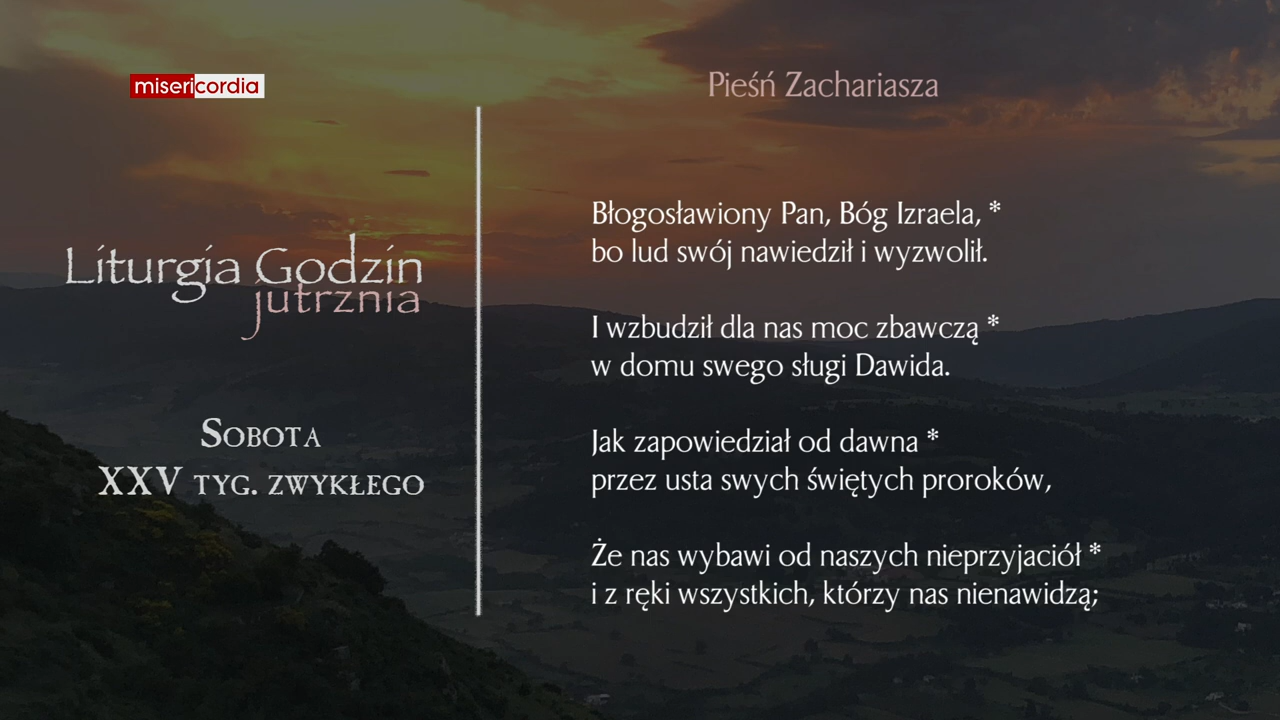 misericordia
Liturgia Godzin
jutrznia
Sobota
XXV tyg. zwykłego
Pieśń Zachariasza
Błogosławiony Pan, Bóg Izraela, *
bo lud swój nawiedził i wyzwolił.
I wzbudził dla nas moc zbawczą *
w domu swego sługi Dawida.
Jak zapowiedział od dawna *
przez usta swych świętych proroków,
Że nas wybawi od naszych nieprzyjaciół *
i z ręki wszystkich, którzy nas nienawidzą;